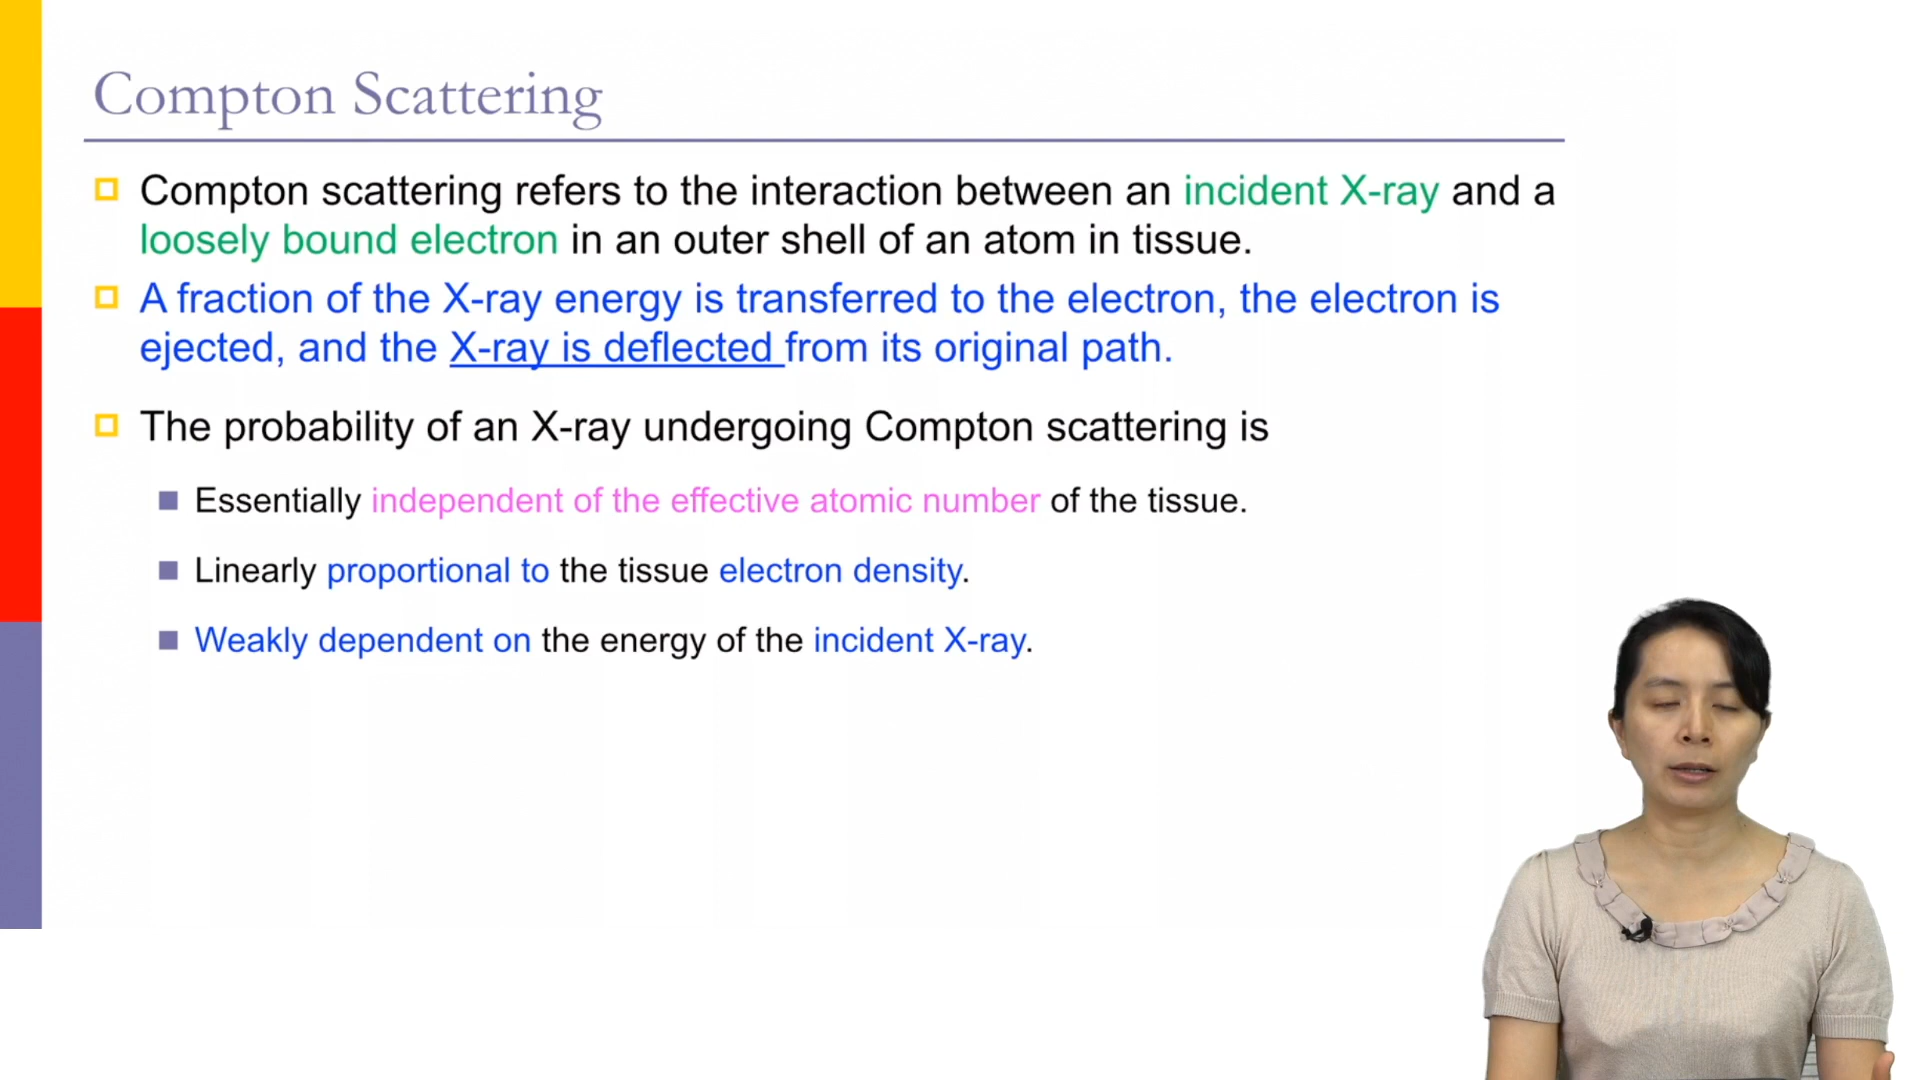 Compton Scattering
Compton scattering refers to the interaction between an incident X-ray and a
loosely bound electron in an outer shell of an atom in tissue.
A fraction of the X-ray energy is transferred to the electron, the electron is
ejected, and the X-ray is deflected from its original path.
The probability of an X-ray undergoing Compton scattering is
Essentially independent of the effective atomic number of the tissue.
Linearly proportional to the tissue electron density.
Weakly dependent on the energy of the incident X-ray.